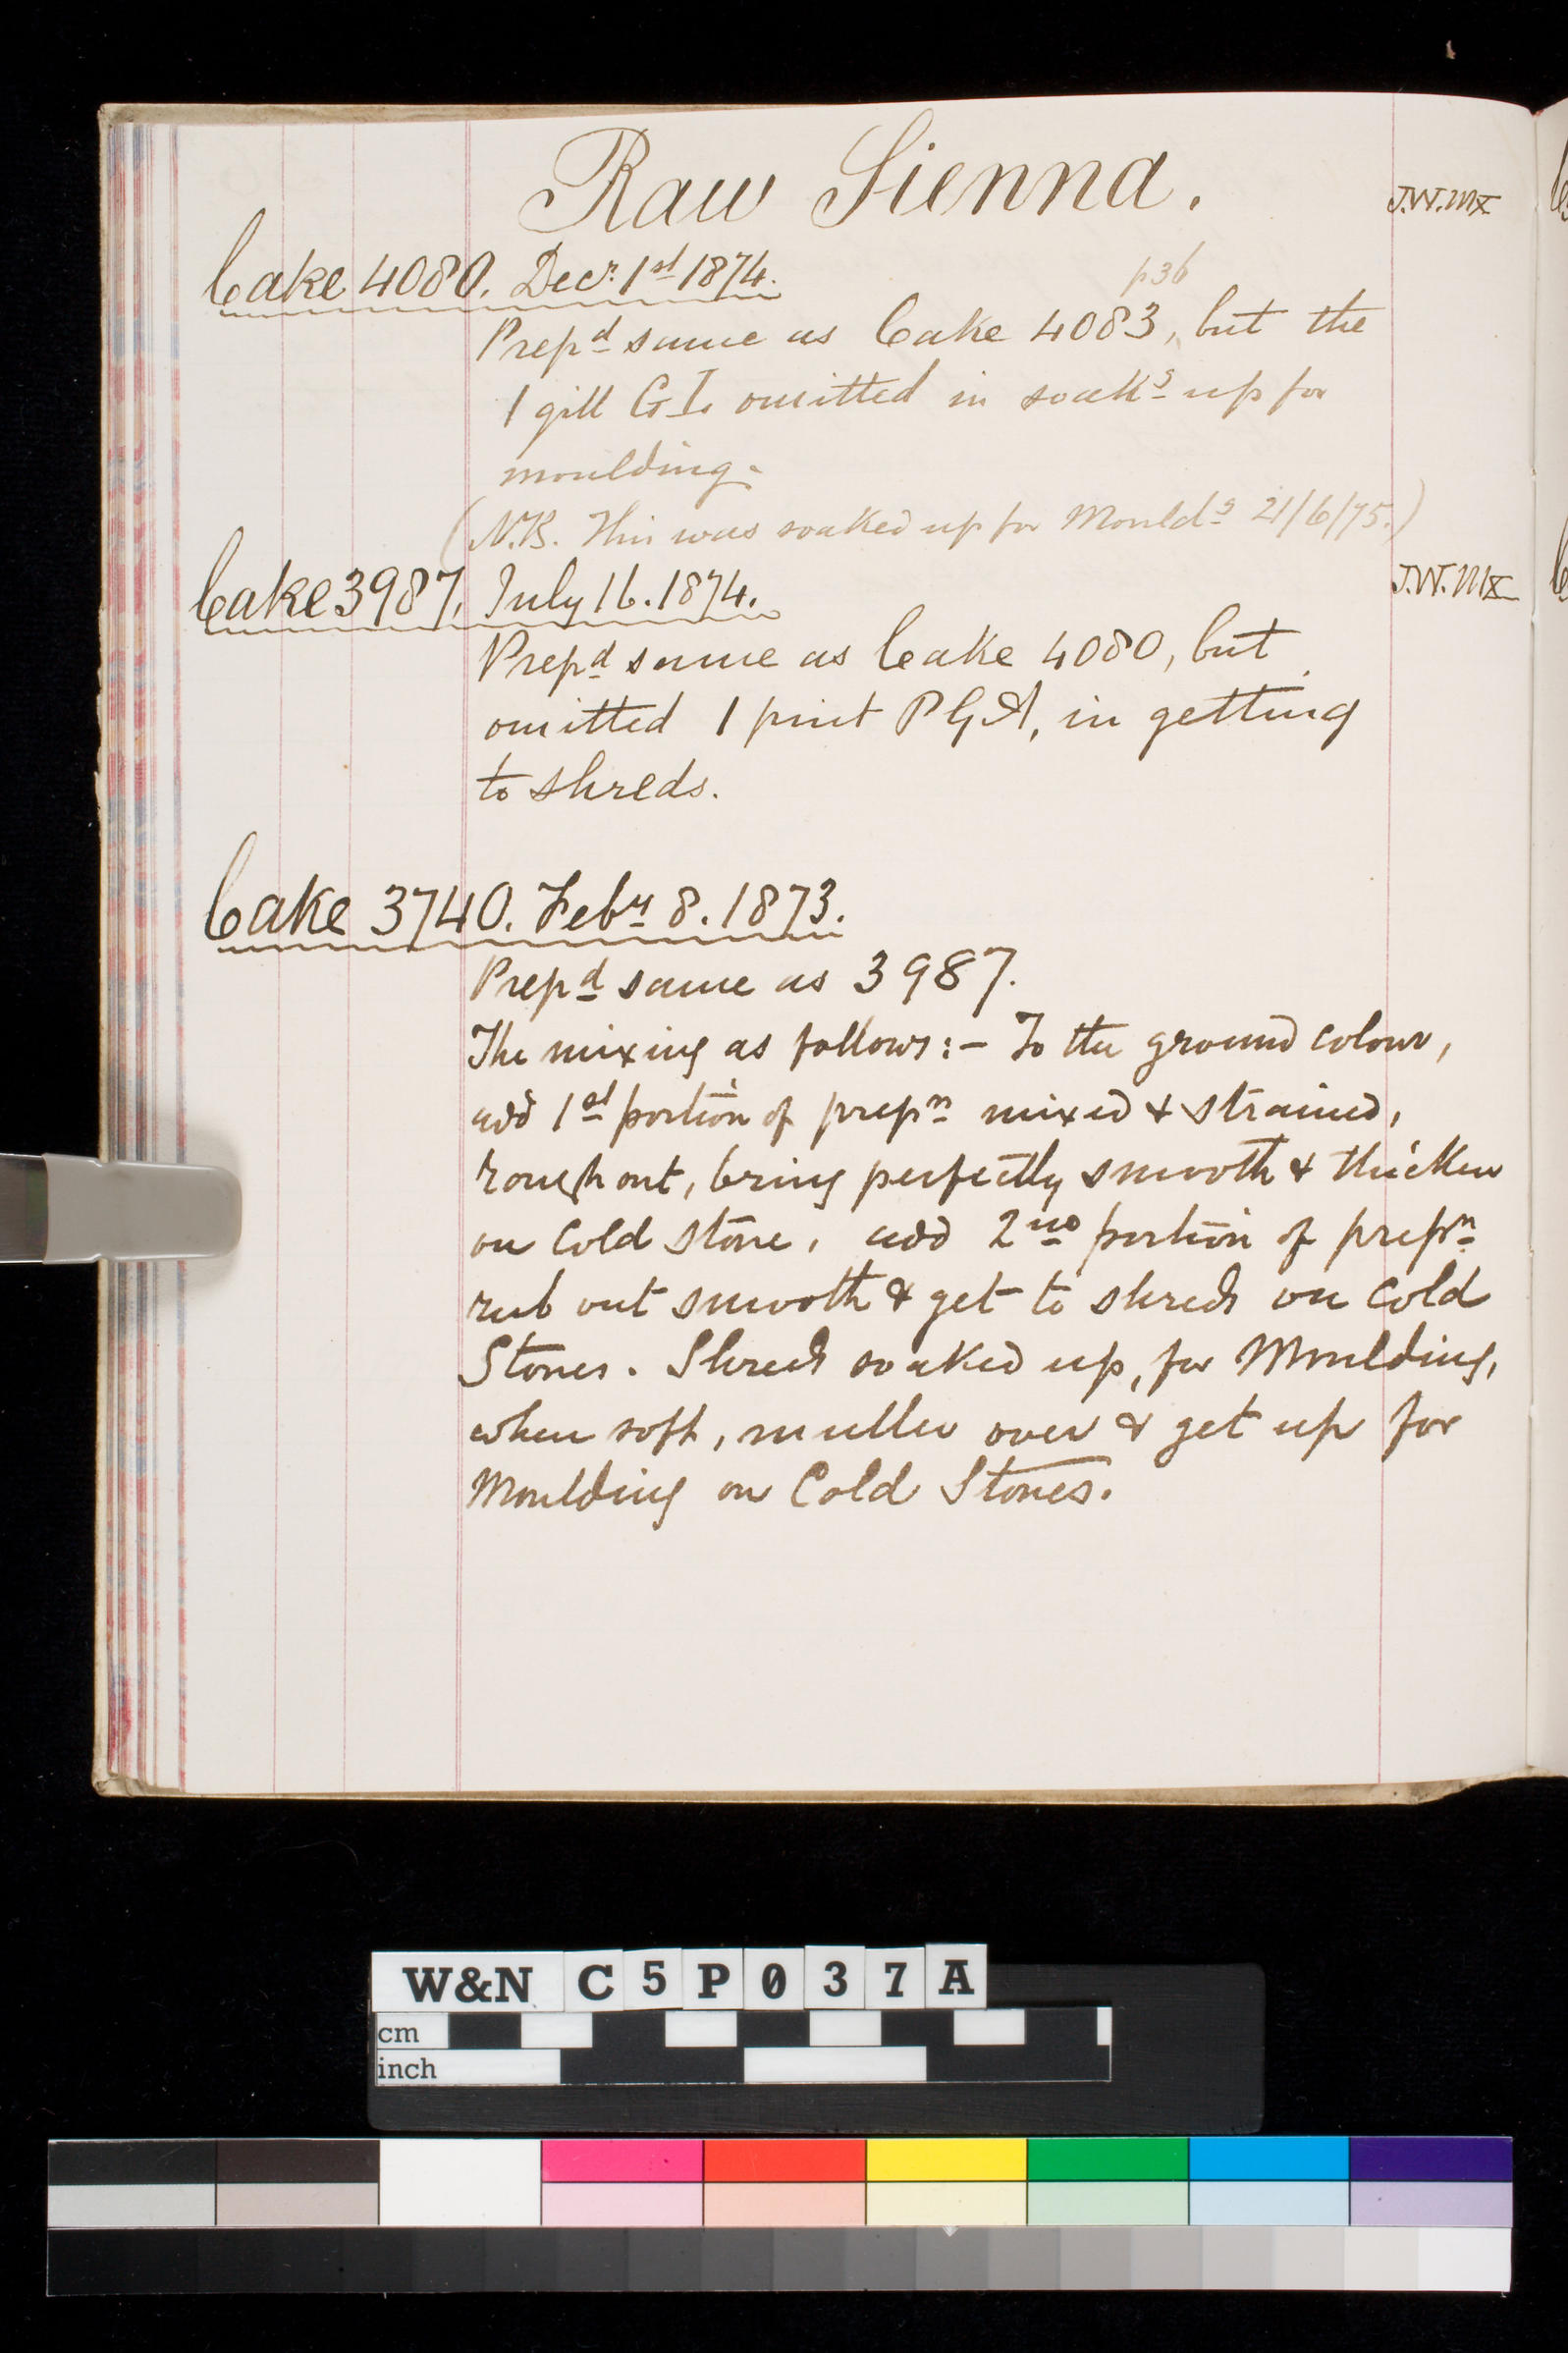 Raw Sienna.
J.W.MX
Cake 4080. Decr. 1st 1874.
p36
Prepd same as Cake 4083, but the
1 gill G I. omitted in soakg up for
moulding.
(N.B. This was soaked up for Mouldg 21/6/75.)
Cake 3987. July 16. 1874.
J.W.MX
Prepd same as Cake 4080, but
omitted 1 pint P G A, in getting
to shreds.
Cake 3740. Febry 8. 1873.
Prepd same as 3987.
The mixing as follows:- To the ground colour,
add 1st portion of prepn mixed & strained,
rough out, bring perfectly smooth & thicken
on Cold Stone, add 2nd portion of prepn
rub out smooth & get to shreds on Cold
Stones. Shreds soaked up, for Moulding,
when soft, muller over & get up for
Moulding on Cold Stones.
W&N C5P037A
cm
inch